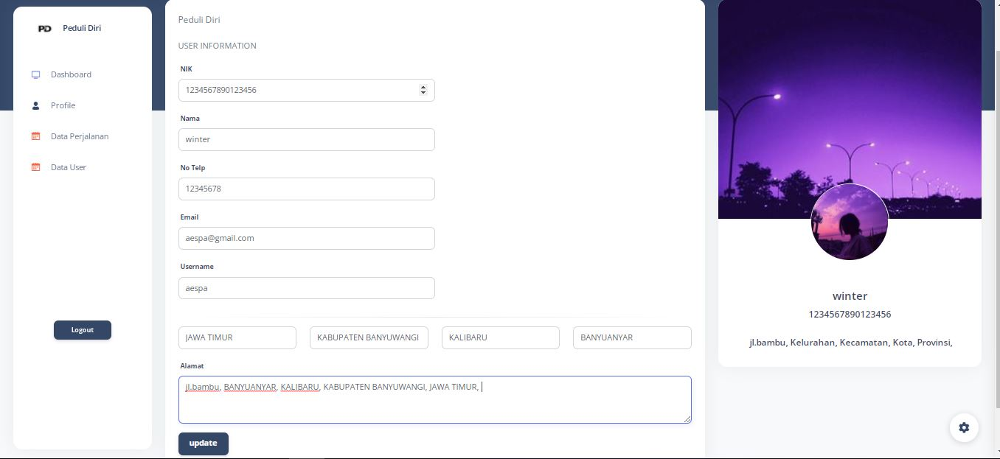 PD Peduli Diri
Dashboard
Profile
Data Perjalanan
Data User
Logout
Peduli Diri
USER INFORMATION
NIK
1234567890123456
Nama
winter
No Telp
12345678
Email
aespa@gmail.com
Username
aespa
JAWA TIMUR KABUPATEN BANYUWANGI KALIBARU BANYUANYAR
Alamat
jl.bambu, BANYUANYAR, KALIBARU, KABUPATEN BANYUWANGI, JAWA TIMUR,
update
winter
1234567890123456
jl.bambu, Kelurahan, Kecamatan, Kota, Provinsi,